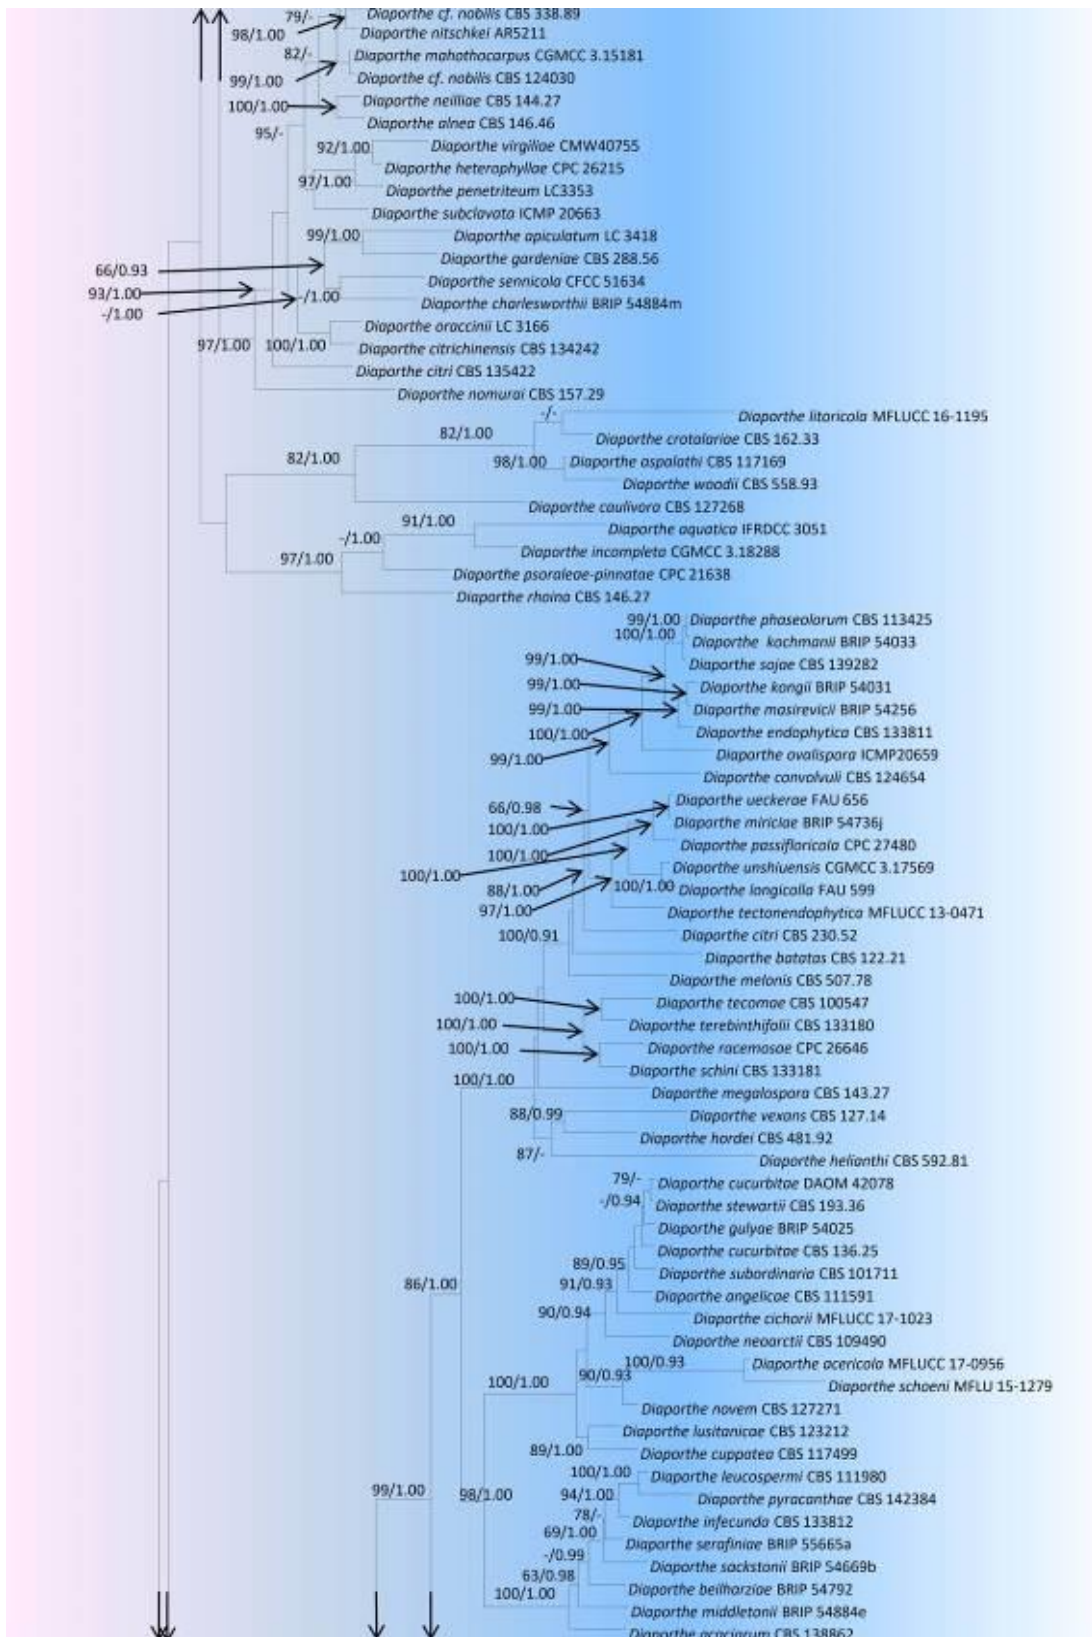 Diaporthe cf. nobilis CBS 338.89
79/-
98/1.00
Diaporthe nitschkei AR5211
82/-
Diaporthe mahothocarpus CGMCC 3.15181
99/1.00
Diaporthe cf. nobilis CBS 124030
100/1.00
Diaporthe neilliae CBS 144.27
Diaporthe alnea CBS 146.46
95/-
92/1.00
Diaporthe virgiliae CMW40755
Diaporthe heterophyllae CPC 26215
97/1.00
Diaporthe penetriteum LC3353
Diaporthe subclavata ICMP 20663
99/1.00
Diaporthe apiculatum LC 3418
Diaporthe gardeniae CBS 288.56
66/0.93
Diaporthe sennicola CFCC 51634
93/1.00
-/1.00
Diaporthe charlesworthii BRIP 54884m
-/1.00
Diaporthe oraccinii LC 3166
97/1.00
100/1.00
Diaporthe citrichinensis CBS 134242
Diaporthe citri CBS 135422
Diaporthe nomurai CBS 157.29
-/-
Diaporthe litoricola MFLUCC 16-1195
82/1.00
Diaporthe crotalariae CBS 162.33
82/1.00
98/1.00
Diaporthe aspalathi CBS 117169
Diaporthe woodii CBS 558.93
Diaporthe caulivora CBS 127268
91/1.00
Diaporthe aquatica IFRDCC 3051
-/1.00
Diaporthe incompleta CGMCC 3.18288
97/1.00
Diaporthe psoraleae-pinnatae CPC 21638
Diaporthe rhoina CBS 146.27
99/1.00
Diaporthe phaseolorum CBS 113425
100/1.00
Diaporthe kochmanii BRIP 54033
99/1.00
Diaporthe sojae CBS 139282
99/1.00
Diaporthe kongii BRIP 54031
99/1.00
Diaporthe masirevicii BRIP 54256
100/1.00
Diaporthe endophytica CBS 133811
99/1.00
Diaporthe ovalispora ICMP20659
Diaporthe convolvuli CBS 124654
66/0.98
Diaporthe ueckerae FAU 656
100/1.00
Diaporthe miriciae BRIP 54736j
100/1.00
Diaporthe passifloricola CPC 27480
100/1.00
Diaporthe unshiuensis CGMCC 3.17569
88/1.00
100/1.00
Diaporthe longicolla FAU 599
97/1.00
Diaporthe tectonendophytica MFLUCC 13-0471
100/0.91
Diaporthe citri CBS 230.52
Diaporthe batatas CBS 122.21
Diaporthe melonis CBS 507.78
100/1.00
Diaporthe tecomae CBS 100547
100/1.00
Diaporthe terebinthifolii CBS 133180
100/1.00
Diaporthe racemosae CPC 26646
Diaporthe schini CBS 133181
100/1.00
Diaporthe megalospora CBS 143.27
88/0.99
Diaporthe vexans CBS 127.14
Diaporthe hordei CBS 481.92
87/-
Diaporthe helianthi CBS 592.81
79/-
Diaporthe cucurbitae DAOM 42078
-/0.94
Diaporthe stewartii CBS 193.36
Diaporthe gulyae BRIP 54025
Diaporthe cucurbitae CBS 136.25
89/0.95
Diaporthe subordinaria CBS 101711
86/1.00
91/0.93
Diaporthe angelicae CBS 111591
90/0.94
Diaporthe cichorii MFLUCC 17-1023
Diaporthe neoarctii CBS 109490
100/0.93
Diaporthe acericola MFLUCC 17-0956
90/0.93
100/1.00
Diaporthe schoeni MFLU 15-1279
Diaporthe novem CBS 127271
Diaporthe lusitanicae CBS 123212
89/1.00
Diaporthe cuppatea CBS 117499
100/1.00
Diaporthe leucospermi CBS 111980
99/1.00
98/1.00
94/1.00
Diaporthe pyracanthae CBS 142384
78/-
Diaporthe infecunda CBS 133812
69/1.00
Diaporthe serafiniae BRIP 55665a
-/0.99
Diaporthe sackstonii BRIP 54669b
63/0.98
Diaporthe beilharziae BRIP 54792
100/1.00
Diaporthe middletonii BRIP 54884e
Diaporthe acaciarum CBS 138862